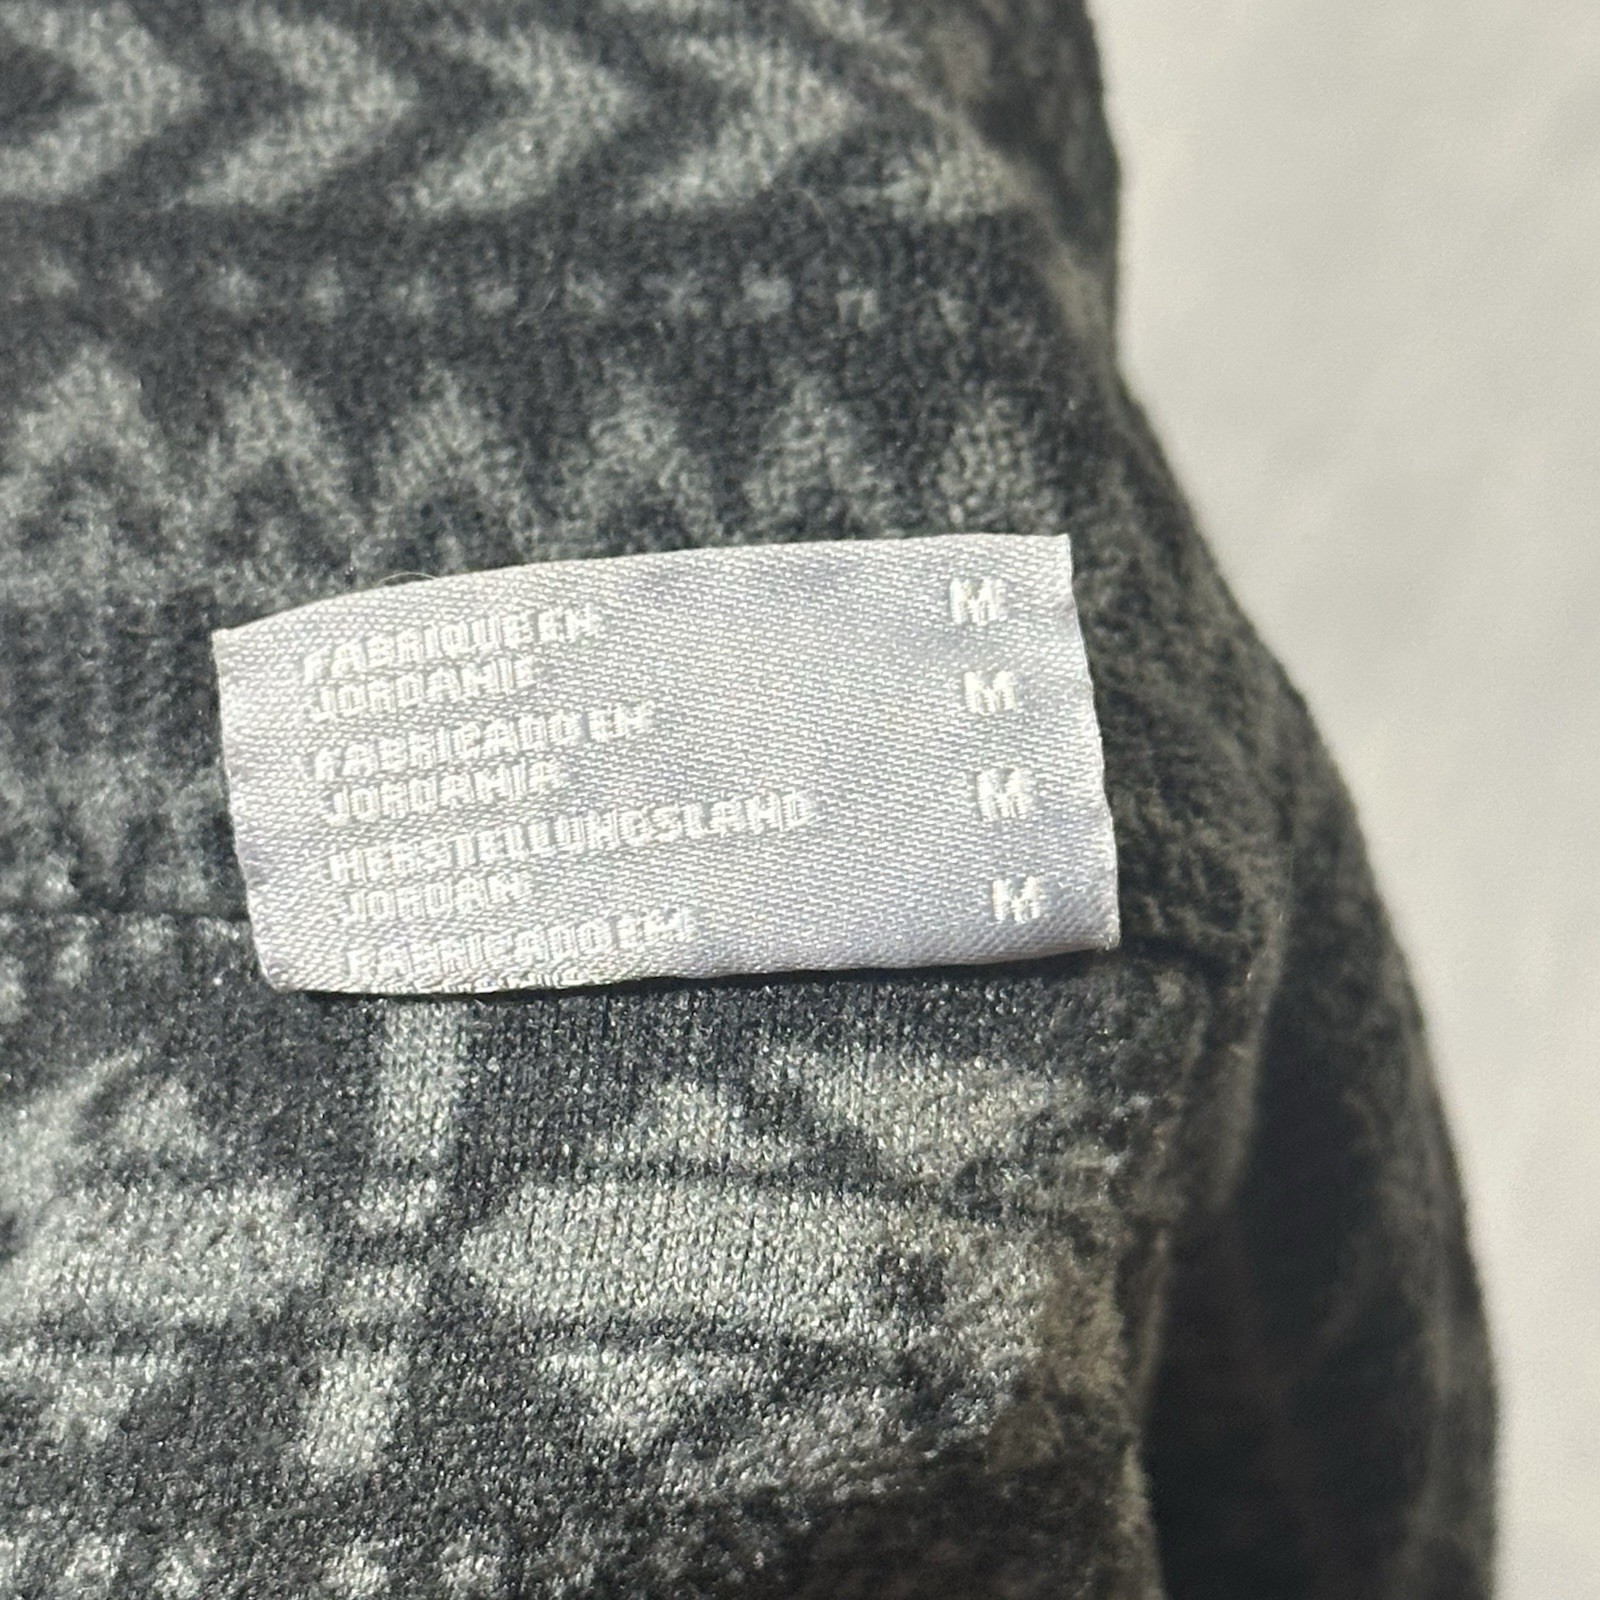 FABRIQUE EN M
JORDANIE
FABRICADO EN M
JORDANIA
HERSTELLUNGSLAND M
JORDAN
FABRICADO EM M